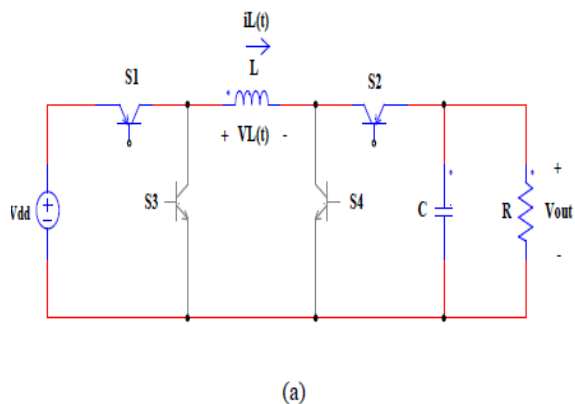 iL(t)
S1
L
S2
+ VL(t) -
S3
S4
Vdd
+
-
C
R
+
Vout
-
(a)